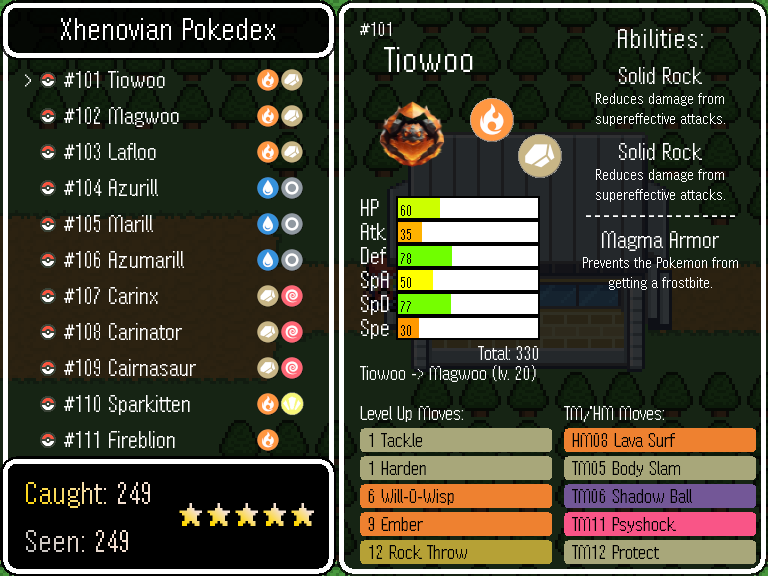 Xhenovian Pokedex
> #101 Tiowoo
#102 Magwoo
#103 Lafloo
#104 Azurill
#105 Marill
#106 Azumarill
#107 Carinx
#108 Carinator
#109 Cairnasaur
#110 Sparkitten
#111 Fireblion
Caught: 249
Seen: 249
#101
Tiowoo
HP 60
Atk 35
Def 78
SpA 50
SpD 77
Spe 30
Total: 330
Tiowoo -> Magwoo (lv. 20)
Abilities:
Solid Rock
Reduces damage from
supereffective attacks.
Solid Rock
Reduces damage from
supereffective attacks.
Magma Armor
Prevents the Pokemon from
getting a frostbite.
Level Up Moves:
1 Tackle
1 Harden
6 Will-O-Wisp
9 Ember
12 Rock Throw
TM/HM Moves:
HM08 Lava Surf
TM05 Body Slam
TM06 Shadow Ball
TM11 Psyshock
TM12 Protect